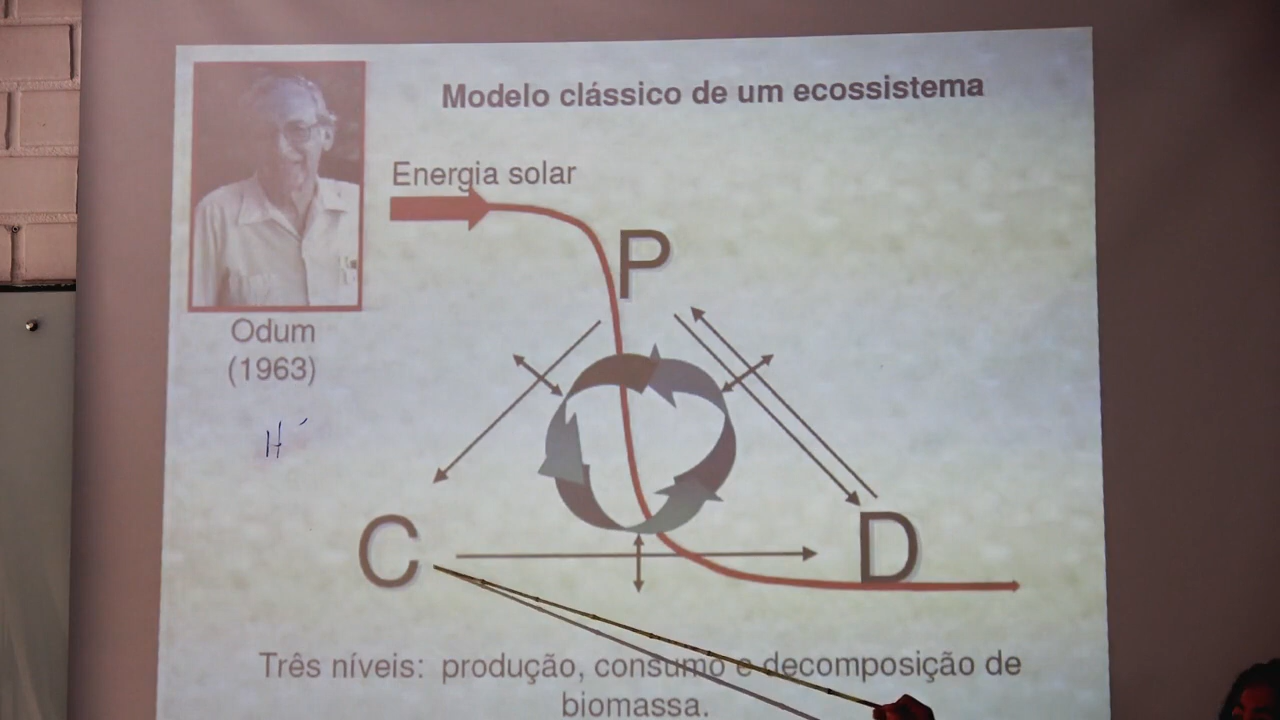 Modelo clássico de um ecossistema
Energia solar
P
Odum
(1963)
H
C
D
Três níveis: produção, consumo e decomposição de
biomassa.